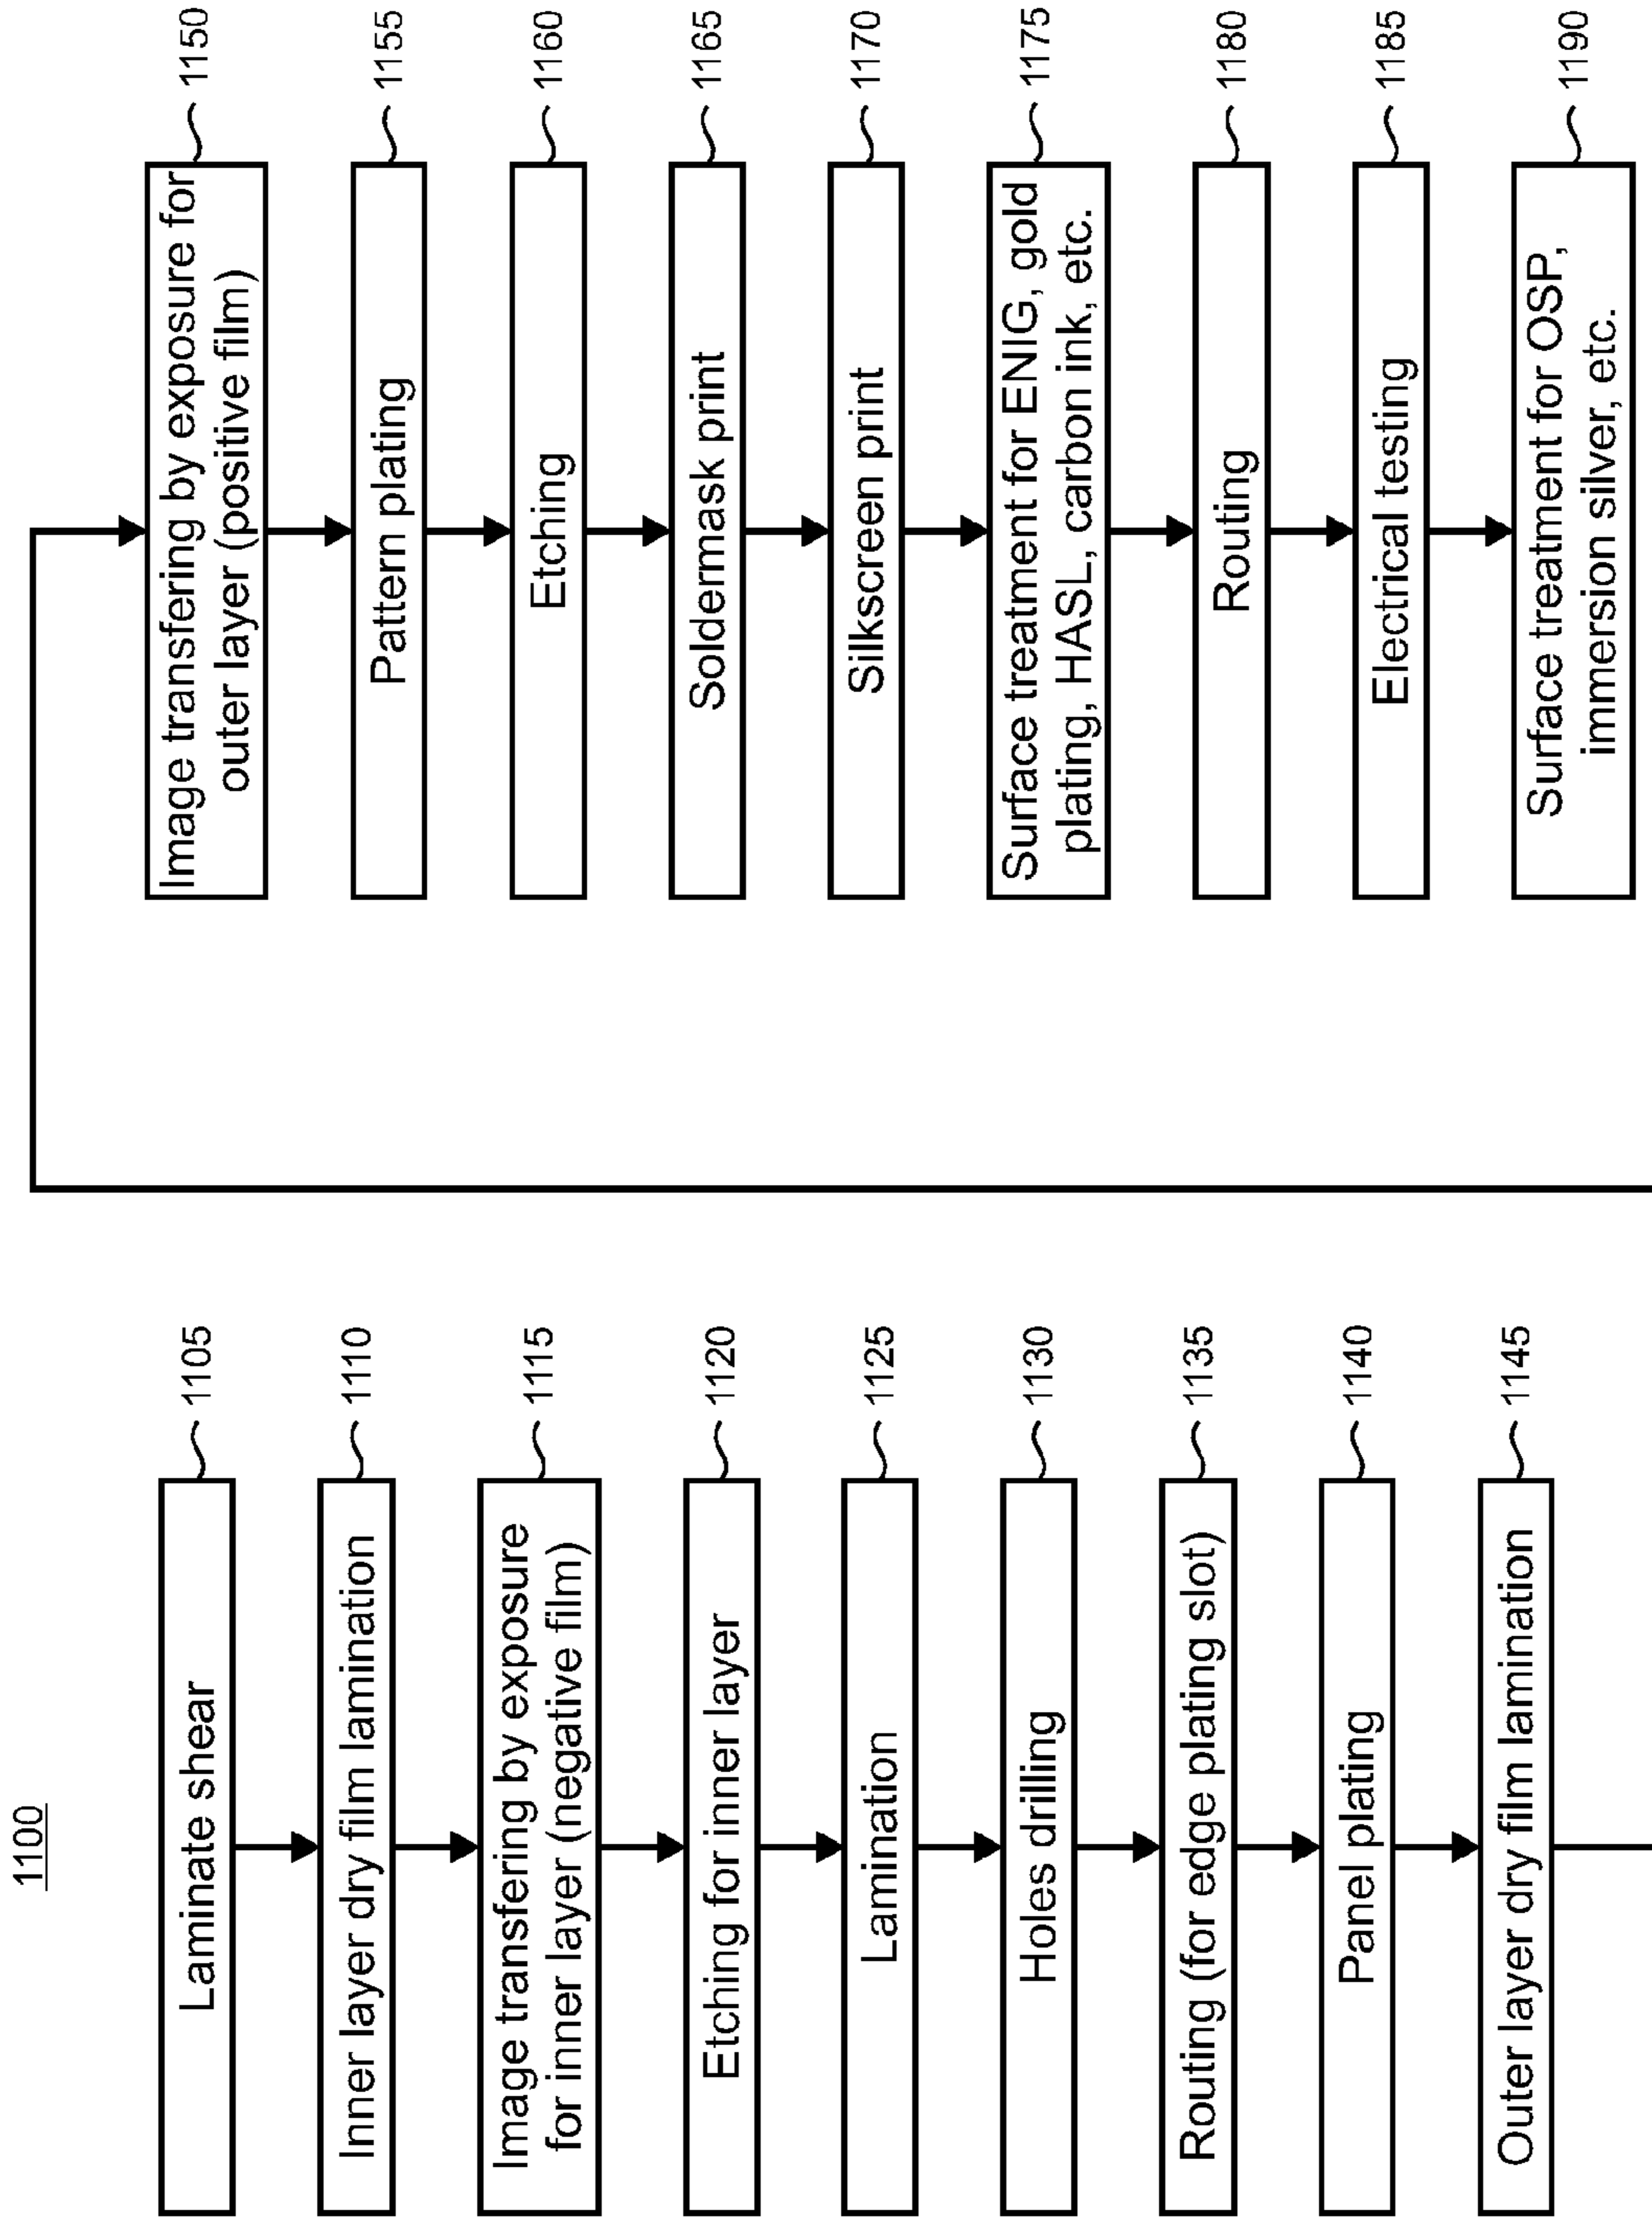 1100
Laminate shear
1105
Inner layer dry film lamination
1110
Image transfering by exposure
for inner layer (negative film)
1115
Etching for inner layer
1120
Lamination
1125
Holes drilling
1130
Routing (for edge plating slot)
1135
Panel plating
1140
Outer layer dry film lamination
1145
Image transfering by exposure for
outer layer (positive film)
1150
Pattern plating
1155
Etching
1160
Soldermask print
1165
Silkscreen print
1170
Surface treatment for ENIG, gold
plating, HASL, carbon ink, etc.
1175
Routing
1180
Electrical testing
1185
Surface treatment for OSP,
immersion silver, etc.
1190